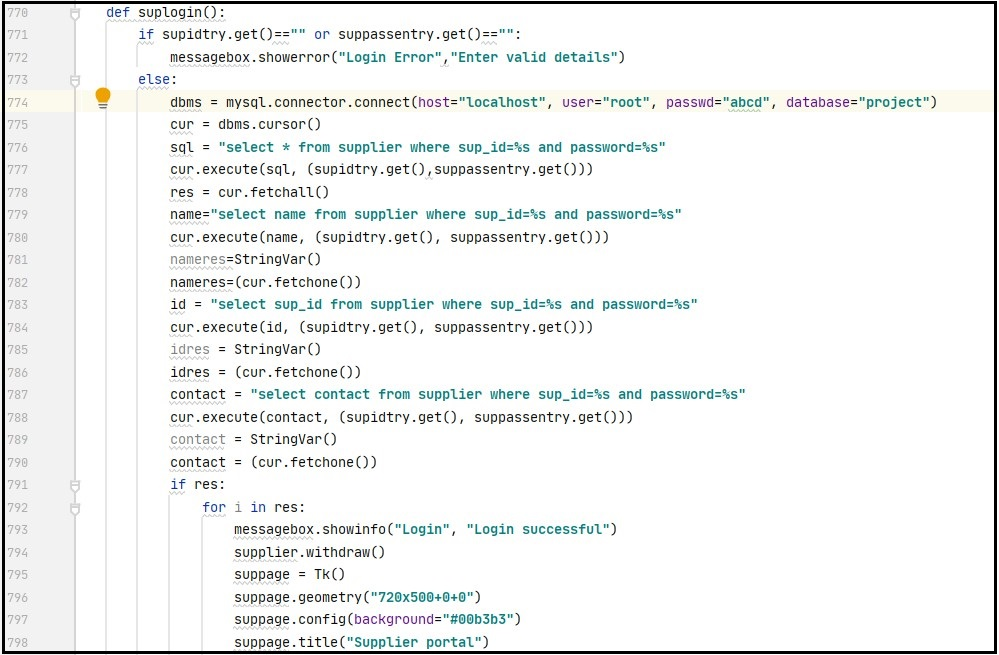 770 def suplogin():
771 if supidtry.get()=="" or suppassentry.get()=="":
772 messagebox.showerror("Login Error","Enter valid details")
773 else:
774 dbms = mysql.connector.connect(host="localhost", user="root", passwd="abcd", database="project")
775 cur = dbms.cursor()
776 sql = "select * from supplier where sup_id=%s and password=%s"
777 cur.execute(sql, (supidtry.get(),suppassentry.get()))
778 res = cur.fetchall()
779 name="select name from supplier where sup_id=%s and password=%s"
780 cur.execute(name, (supidtry.get(), suppassentry.get()))
781 nameres=StringVar()
782 nameres=(cur.fetchone())
783 id = "select sup_id from supplier where sup_id=%s and password=%s"
784 cur.execute(id, (supidtry.get(), suppassentry.get()))
785 idres = StringVar()
786 idres = (cur.fetchone())
787 contact = "select contact from supplier where sup_id=%s and password=%s"
788 cur.execute(contact, (supidtry.get(), suppassentry.get()))
789 contact = StringVar()
790 contact = (cur.fetchone())
791 if res:
792 for i in res:
793 messagebox.showinfo("Login", "Login successful")
794 supplier.withdraw()
795 suppage = Tk()
796 suppage.geometry("720x500+0+0")
797 suppage.config(background="#00b3b3")
798 suppage.title("Supplier portal")